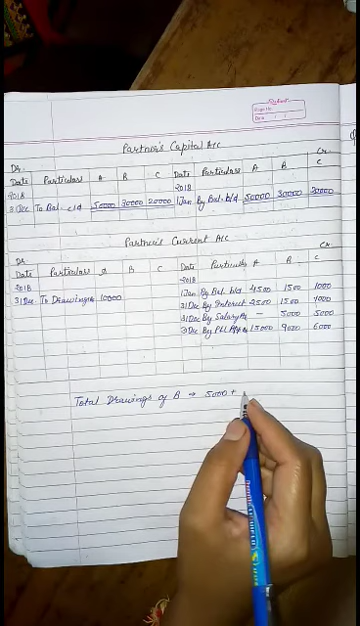 Partner's Capital A/c
Dr. Cr.
Date Particulars A B C Date Particulars A B C
2018 2018
31 Dec To Bal. c/d 50000 30000 20000 1 Jan By Bal. b/d 50000 30000 20000
Partner's Current A/c
Dr. Cr.
Date Particulars A B C Date Particulars A B C
2018 2018
31 Dec To Drawings 10000 1 Jan By Bal. b/d 4500 1500 1000
31 Dec By Interest 2500 1500 1000
31 Dec By Salary - 5000 5000
31 Dec By P&L App 15000 9000 6000
Total Drawings of B → 5000 +